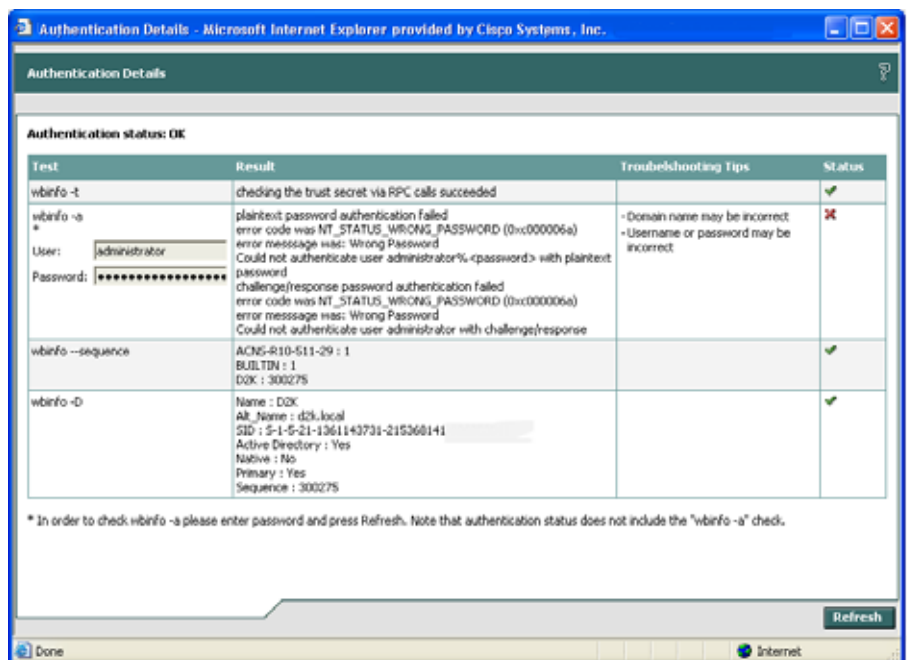 Authentication Details - Microsoft Internet Explorer provided by Cisco Systems, Inc.
Authentication Details
?
Authentication status: OK
Test Result Troubelshooting Tips Status
wbinfo -t
checking the trust secret via RPC calls succeeded
wbinfo -a
*
User: administrator
Password: •••••••••••••••••
plaintext password authentication failed
error code was NT_STATUS_WRONG_PASSWORD (0xc000006a)
error messsage was: Wrong Password
Could not authenticate user administrator% <password> with plaintext
password
challenge/response password authentication failed
error code was NT_STATUS_WRONG_PASSWORD (0xc000006a)
error messsage was: Wrong Password
Could not authenticate user administrator with challenge/response
- Domain name may be incorrect
- Username or password may be
incorrect
wbinfo --sequence
ACNS-R10-511-29 : 1
BUILTIN : 1
D2K : 300275
wbinfo -D
Name : D2K
Alt_Name : d2k.local
SID : S-1-5-21-1361143731-215368141
Active Directory : Yes
Native : No
Primary : Yes
Sequence : 300275
* In order to check wbinfo -a please enter password and press Refresh. Note that authentication status does not include the "wbinfo -a" check.
Refresh
Done
Internet